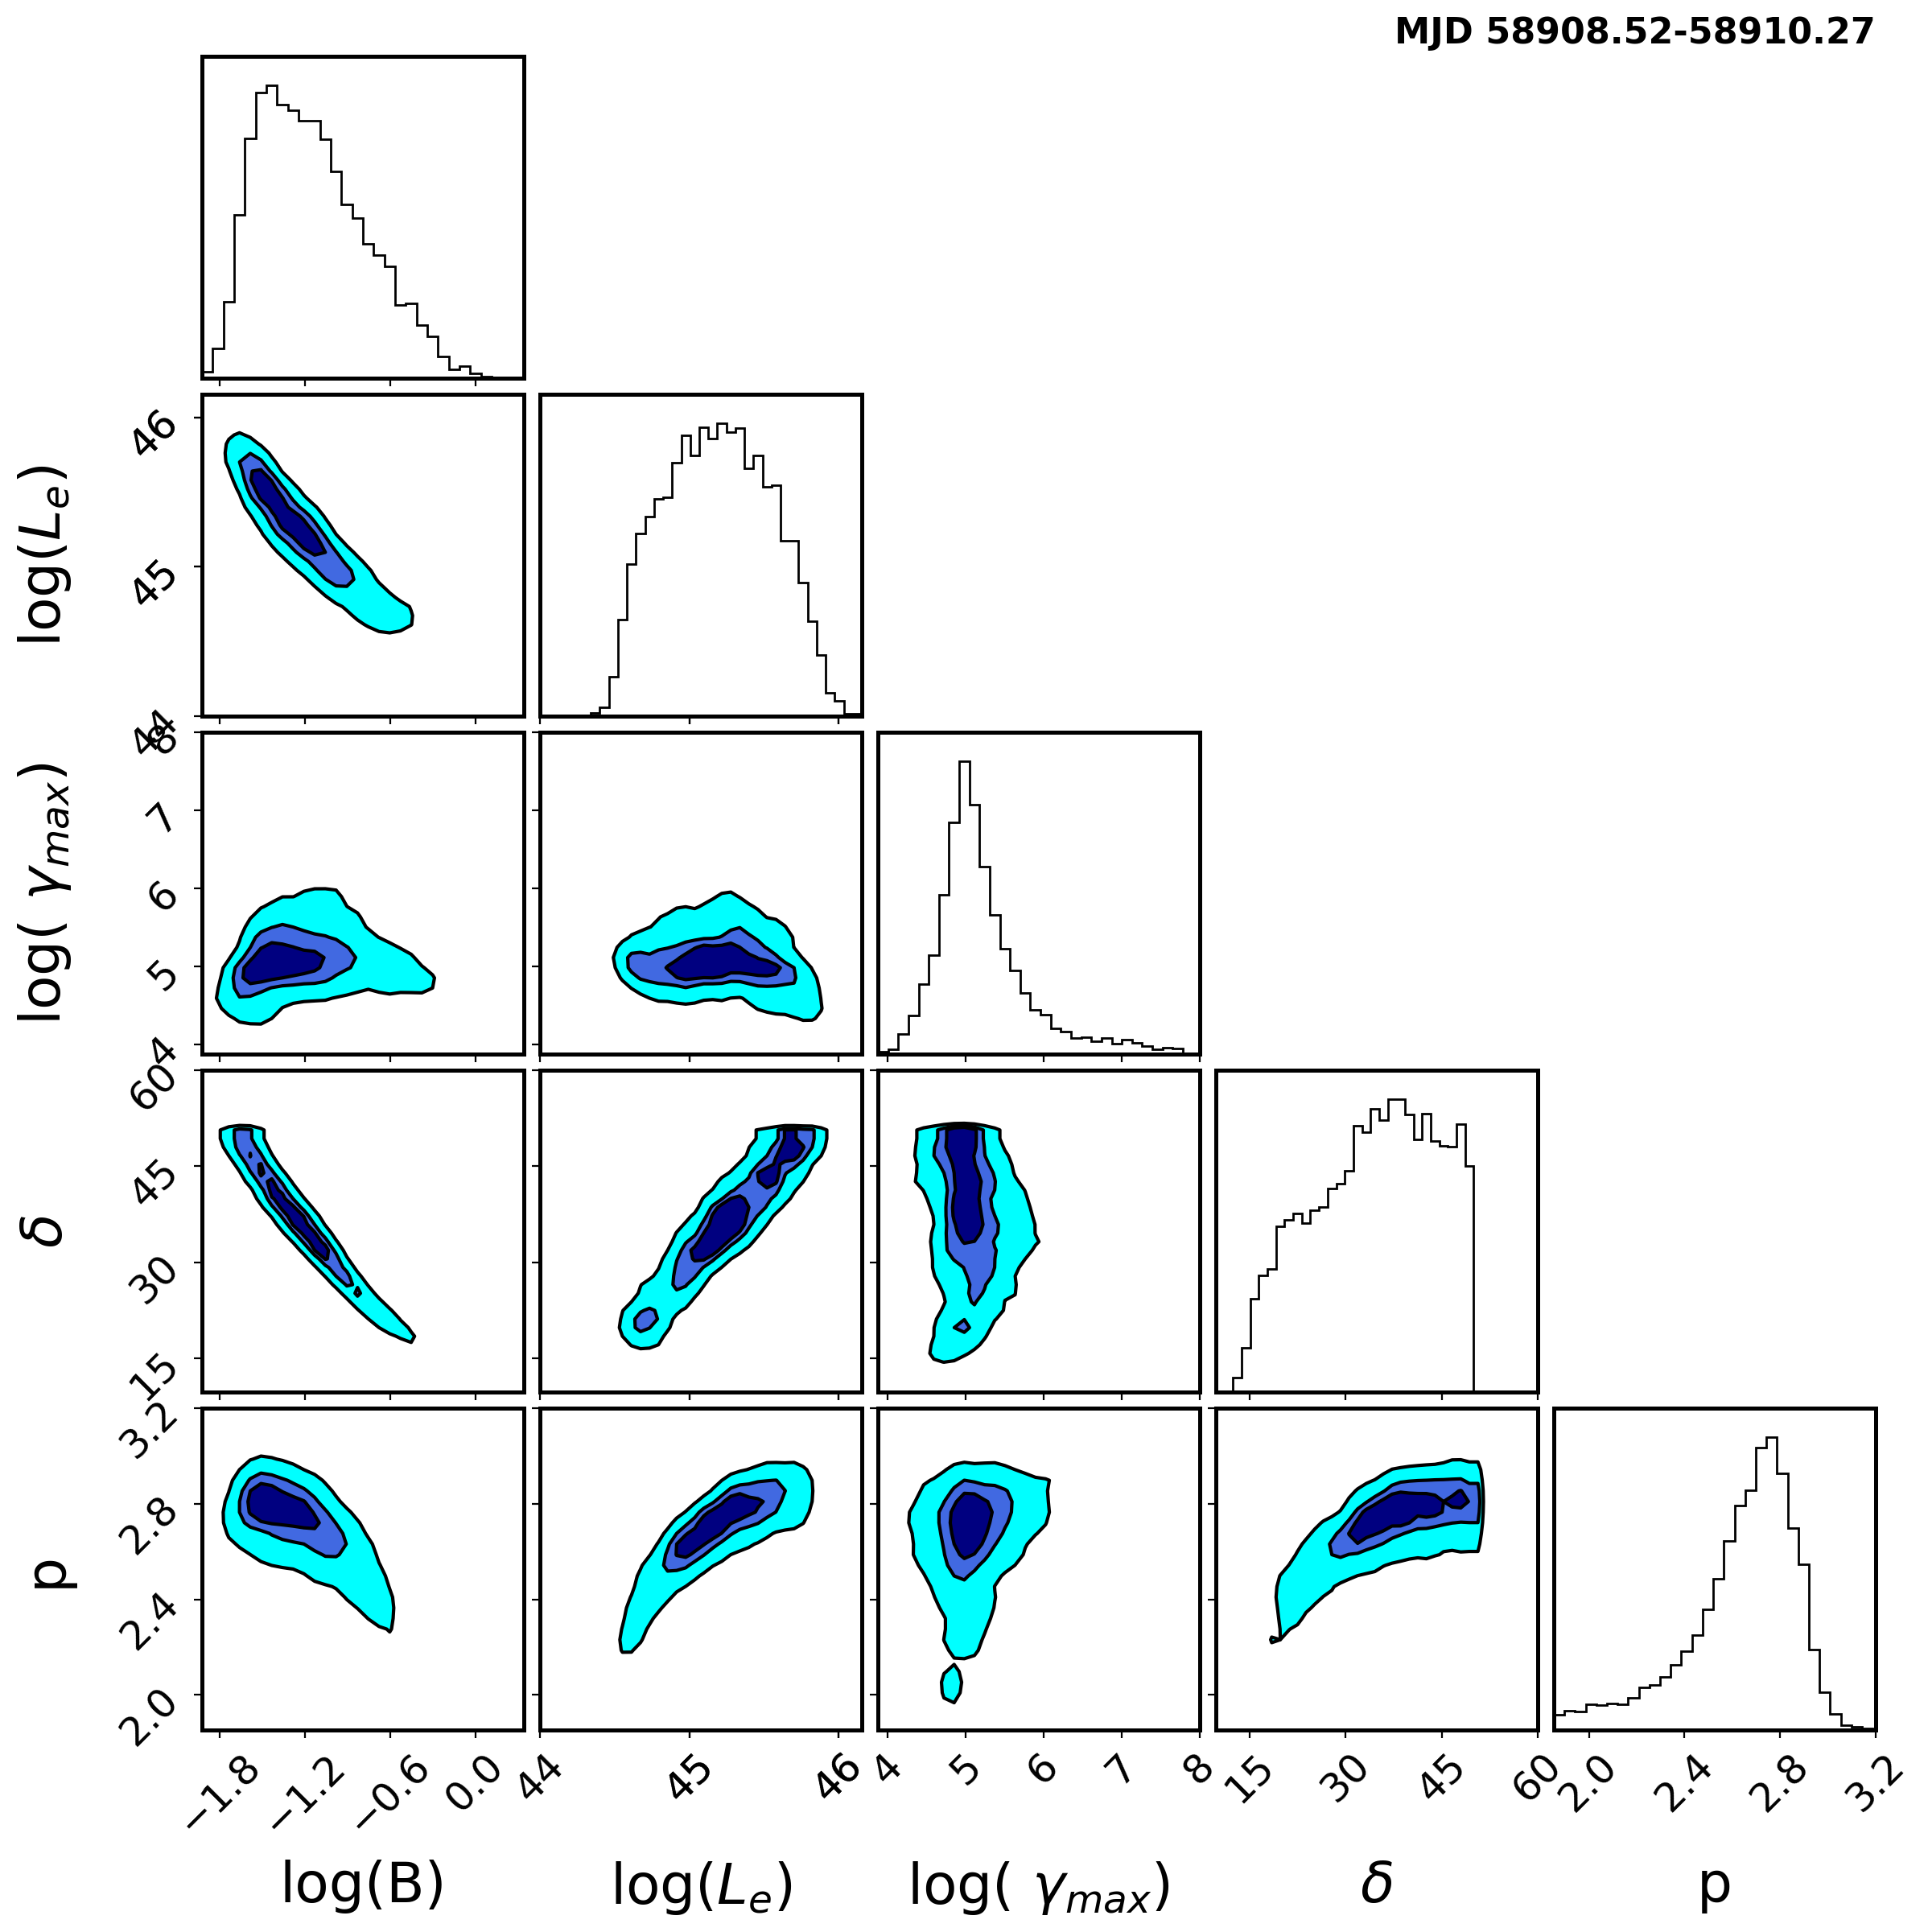 MJD 58908.52-58910.27
log(Lₑ)
46
45
44
log( γₘₐₓ)
8
7
6
5
4
δ
60
45
30
15
p
3.2
2.8
2.4
2.0
−1.8 −1.2 −0.6 0.0 44 45 46 4 5 6 7 8 15 30 45 60 2.0 2.4 2.8 3.2
log(B) log(Lₑ) log( γₘₐₓ) δ p